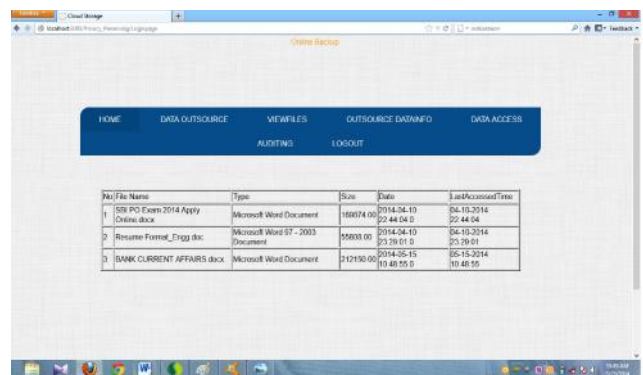 Cloud Storage
Online Backup
HOME DATA OUTSOURCE VIEWFILES OUTSOURCE DATAINFO DATA ACCESS
AUDITING LOGOUT
No File Name Type Size Date LastAccessedTime
1 SBI PO Exam 2014 Apply Online.docx Microsoft Word Document 169874.00 2014-04-10 22:44:04.0 04-10-2014 22:44:04
2 Resume Format_Engg.doc Microsoft Word 97 - 2003 Document 55808.00 2014-04-10 23:29:01.0 04-10-2014 23:29:01
3 BANK CURRENT AFFAIRS.docx Microsoft Word Document 212150.00 2014-05-15 10:48:55.0 05-15-2014 10:48:55